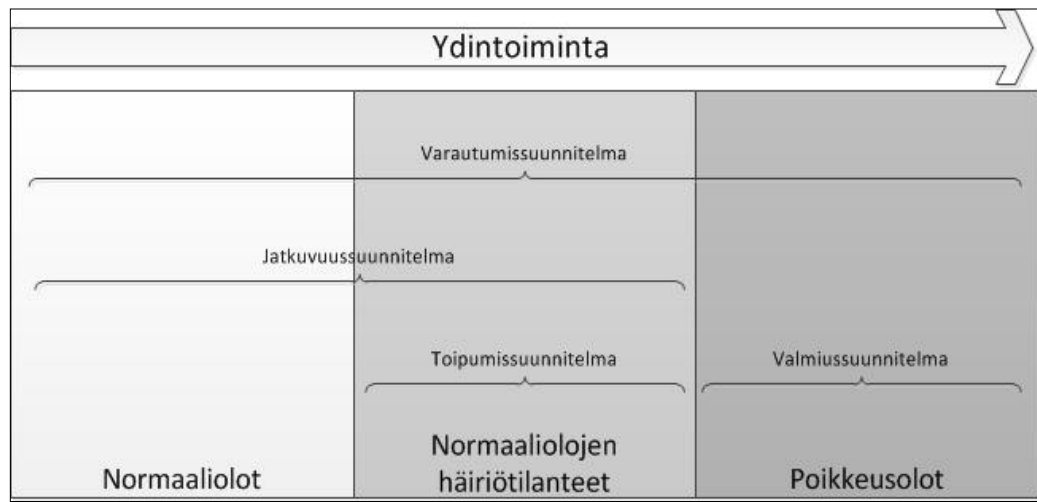 Ydintoiminta
Varautumissuunnitelma
Jatkuvuussuunnitelma
Toipumissuunnitelma
Valmiussuunnitelma
Normaaliolot
Normaaliolojen
häiriötilanteet
Poikkeusolot